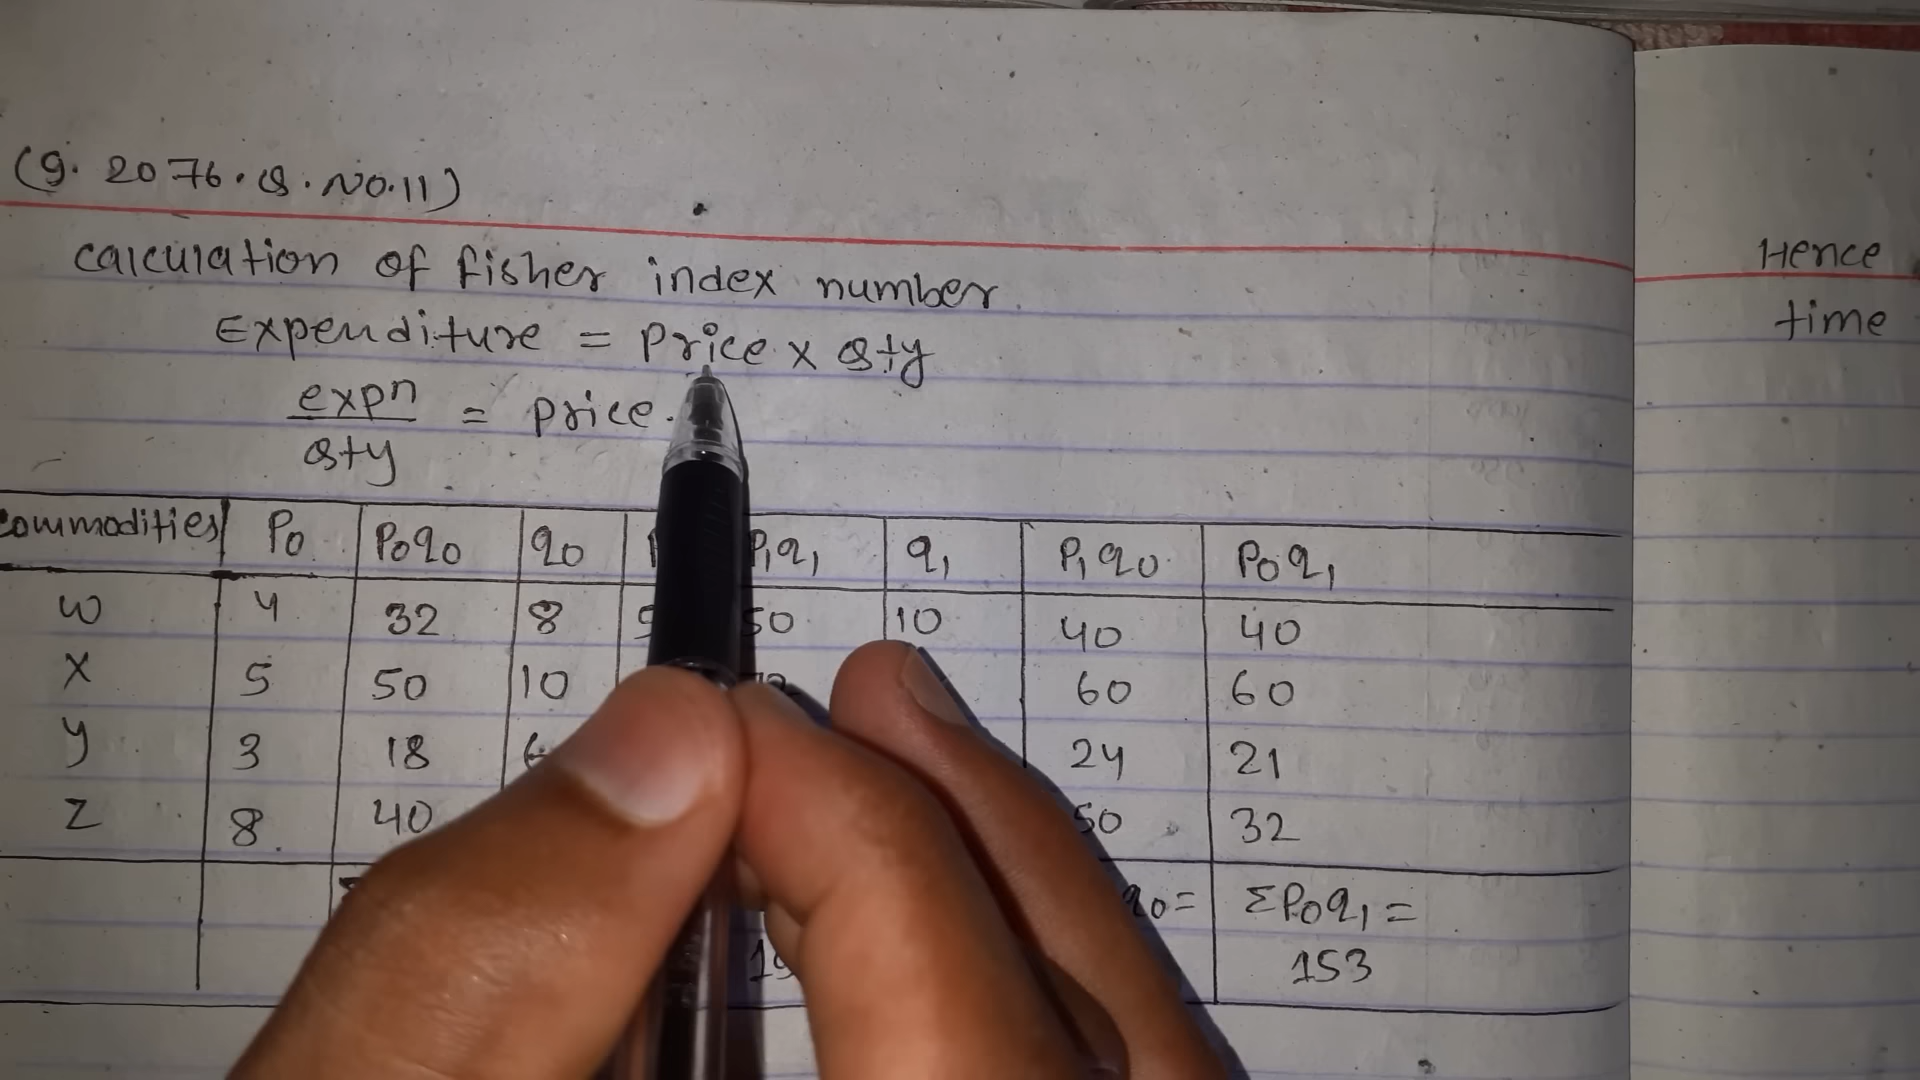 (g. 2076. Q. NO. 11)
calculation of fisher index number.
Expenditure = Price x Qty
expn / Qty = price.
commodities P0 P0q0 q0 P1q1 q1 P1q0 P0q1
W 4 32 8 5 50 10 40 40
X 5 50 10 60 60
Y 3 18 24 21
Z 8 40 50 32
q0 = ΣP0q1 =
153
Hence
time